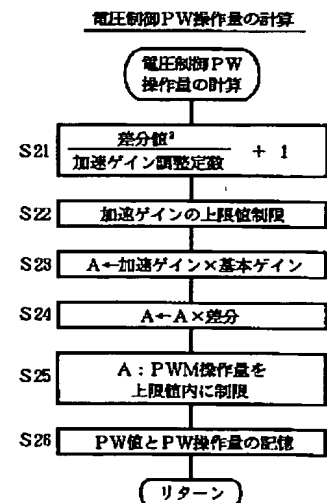 電圧制御PW操作量の計算
電圧制御PW
操作量の計算
S21
差分値²
加速ゲイン調整定数
+ 1
S22
加速ゲインの上限値制限
S23
A←加速ゲイン×基本ゲイン
S24
A←A×差分
S25
A：PWM操作量を
上限値内に制限
S26
PW値とPW操作量の記憶
リターン